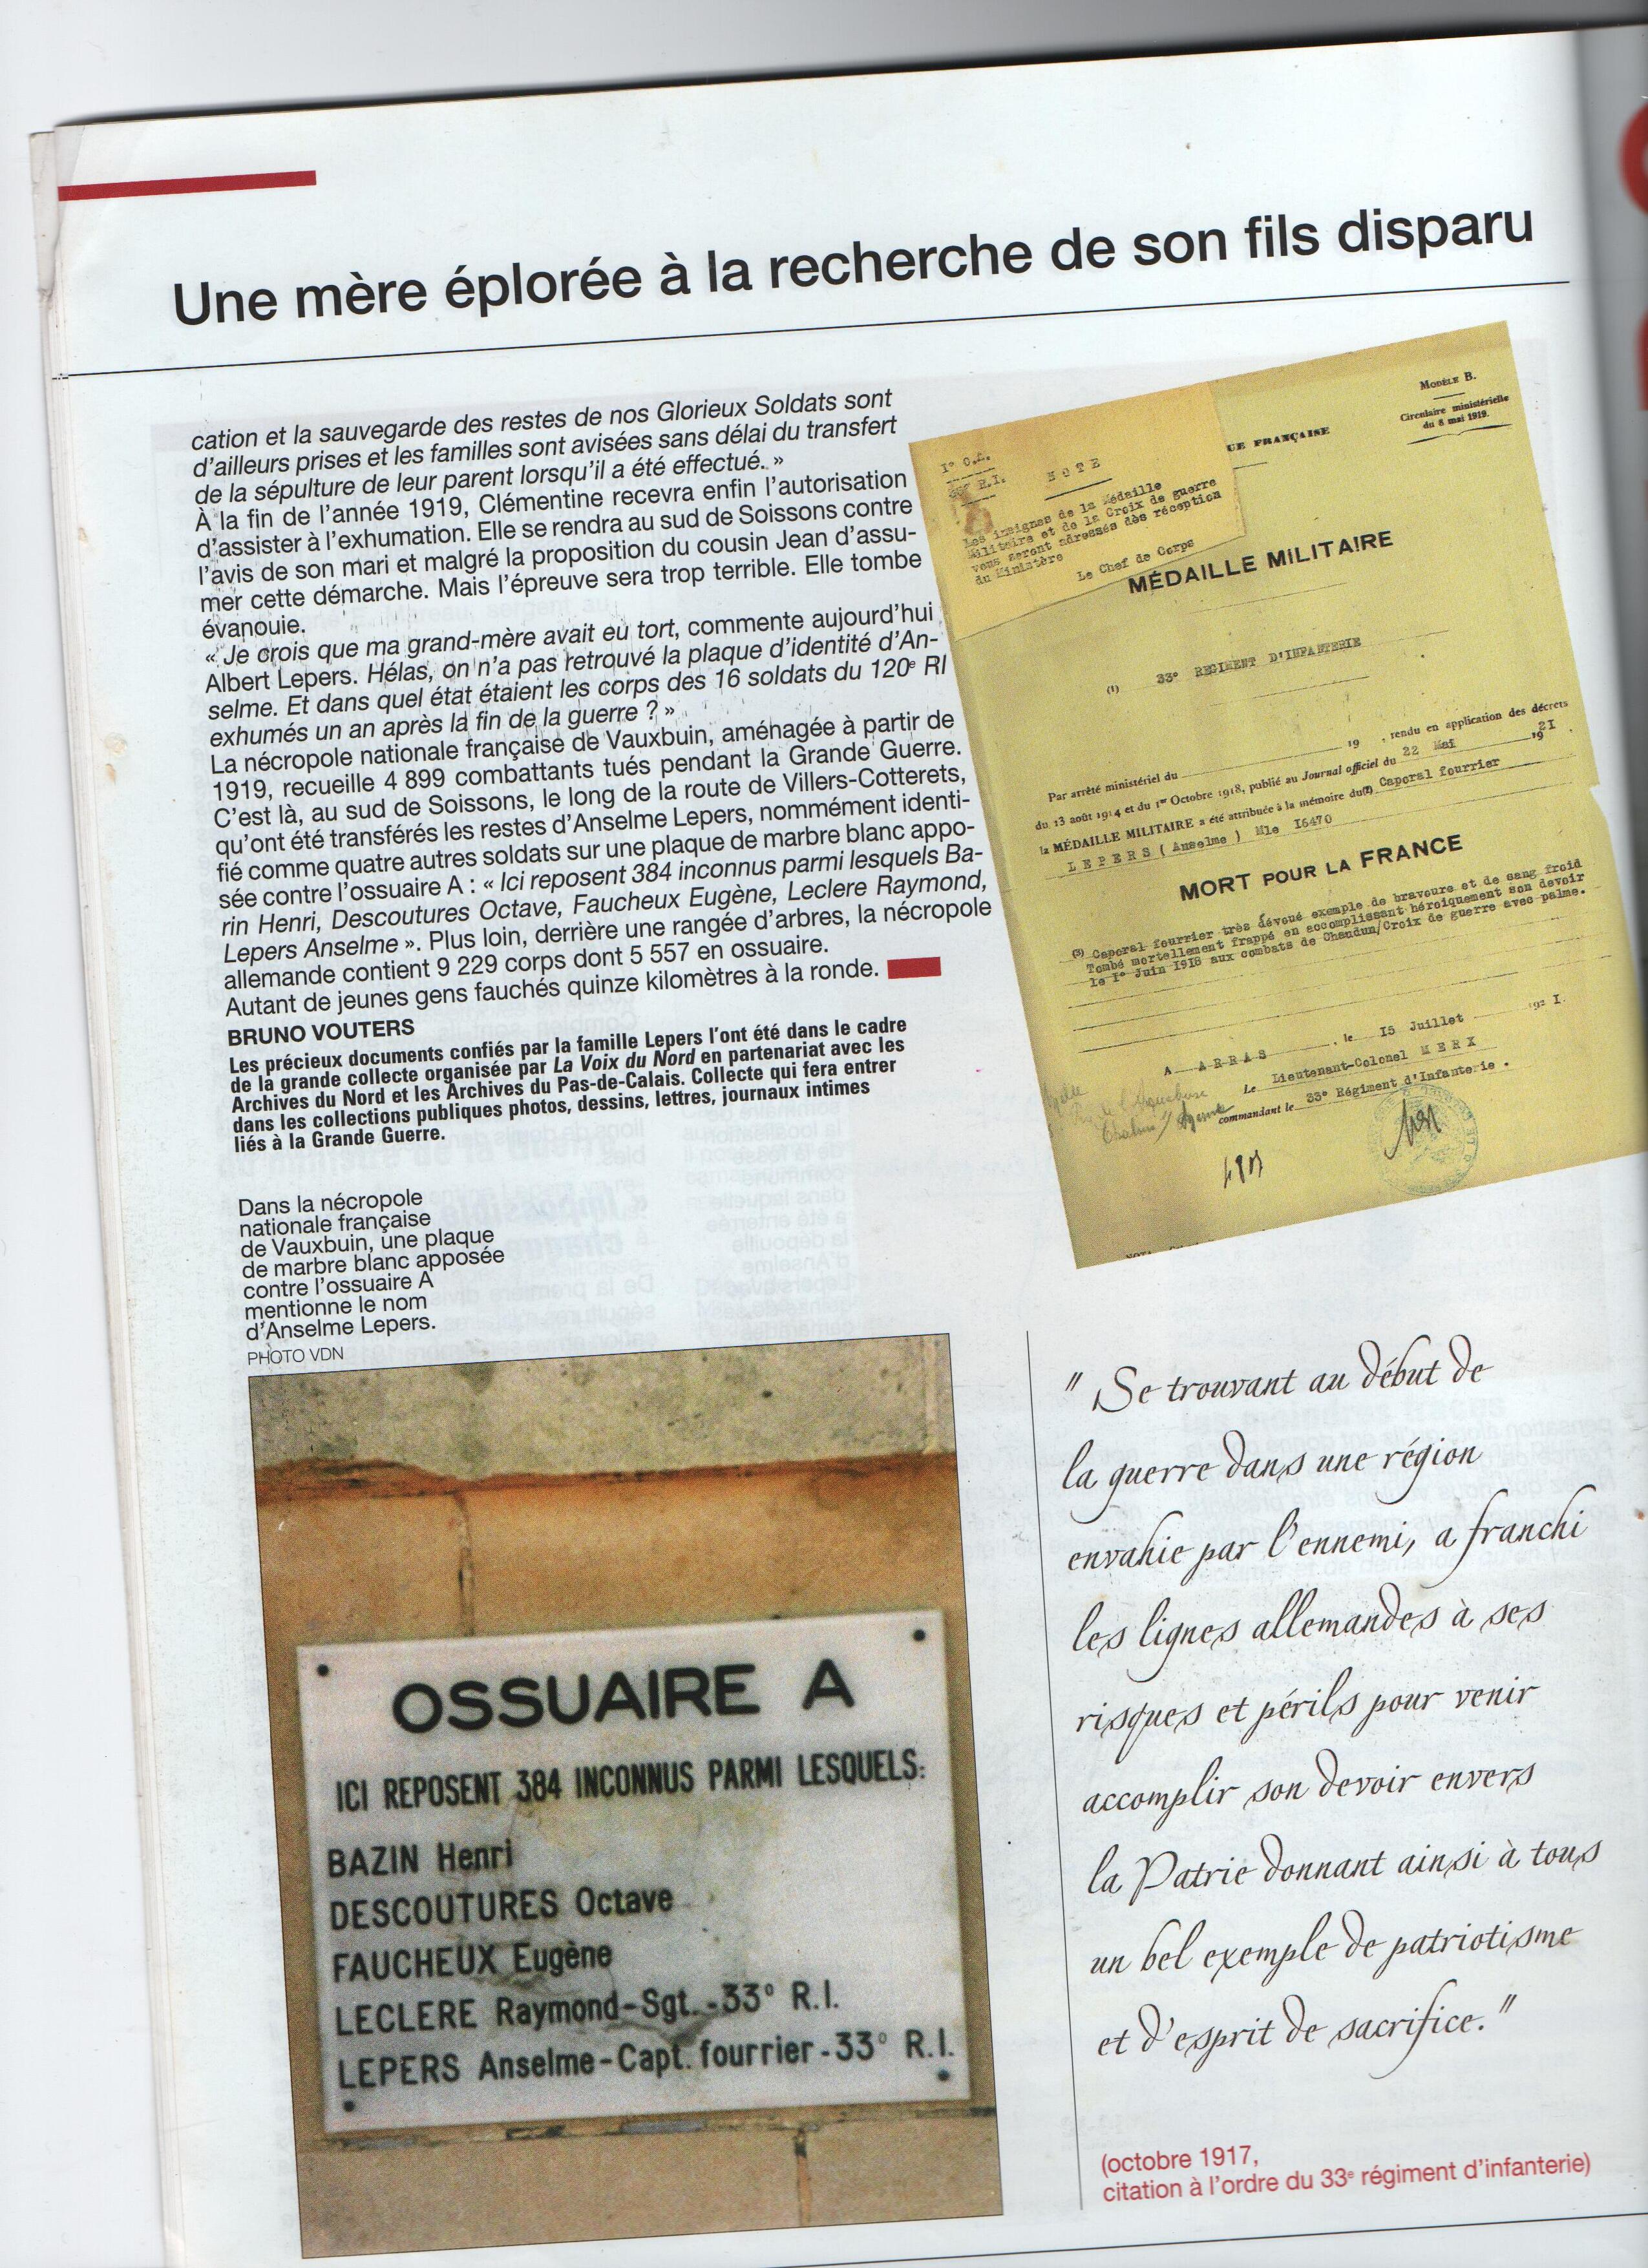 Une mère éplorée à la recherche de son fils disparu
cation et la sauvegarde des restes de nos Glorieux Soldats sont
d'ailleurs prises et les familles sont avisées sans délai du transfert
de la sépulture de leur parent lorsqu'il a été effectué. »
À la fin de l'année 1919, Clémentine recevra enfin l'autorisation
d'assister à l'exhumation. Elle se rendra au sud de Soissons contre
l'avis de son mari et malgré la proposition du cousin Jean d'assu-
mer cette démarche. Mais l'épreuve sera trop terrible. Elle tombe
évanouie.
« Je crois que ma grand-mère avait eu tort, commente aujourd'hui
Albert Lepers. Hélas, on n'a pas retrouvé la plaque d'identité d'An-
selme. Et dans quel état étaient les corps des 16 soldats du 120e RI
exhumés un an après la fin de la guerre ? »
La nécropole nationale française de Vauxbuin, aménagée à partir de
1919, recueille 4 899 combattants tués pendant la Grande Guerre.
C'est là, au sud de Soissons, le long de la route de Villers-Cotterets,
qu'ont été transférés les restes d'Anselme Lepers, nommément identi-
fié comme quatre autres soldats sur une plaque de marbre blanc appo-
sée contre l'ossuaire A : « Ici reposent 384 inconnus parmi lesquels Ba-
rin Henri, Descoutures Octave, Faucheux Eugène, Leclere Raymond,
Lepers Anselme ». Plus loin, derrière une rangée d'arbres, la nécropole
allemande contient 9 229 corps dont 5 557 en ossuaire.
Autant de jeunes gens fauchés quinze kilomètres à la ronde.
BRUNO VOUTERS
Les précieux documents confiés par la famille Lepers l'ont été dans le cadre
de la grande collecte organisée par La Voix du Nord en partenariat avec les
Archives du Nord et les Archives du Pas-de-Calais. Collecte qui fera entrer
dans les collections publiques photos, dessins, lettres, journaux intimes
liés à la Grande Guerre.
Dans la nécropole
nationale française
de Vauxbuin, une plaque
de marbre blanc apposée
contre l'ossuaire A
mentionne le nom
d'Anselme Lepers.
PHOTO VDN
MODÈLE B.
Circulaire ministérielle
du 8 mai 1919.
UE FRANÇAISE
I° C.A.
R.I.
NOTE
Les insignes de la Médaille
Militaire et de la Croix de guerre
vous seront adressés dès réception
du Ministère
Le Chef de Corps
MÉDAILLE MILITAIRE
(1) 33° REGIMENT D'INFANTERIE
Par arrêté ministériel du 19 , rendu en application des décrets
du 13 août 1914 et du 1er Octobre 1918, publié au Journal officiel du 22 Mai 1921 ,
la MÉDAILLE MILITAIRE a été attribuée à la mémoire du(2) Caporal fourrier
LEPERS ( Anselme ) Mle 16470
MORT POUR LA FRANCE
(3) Caporal fourrier très dévoué exemple de bravoure et de sang froid
Tombé mortellement frappé en accomplissant héroiquement son devoir
le 1° Juin 1918 aux combats de Chaudun/Croix de guerre avec palme.
A ARRAS , le 15 Juillet 192 I.
Le Lieutenant-Colonel MERX
commandant le 33° Régiment d'Infanterie.
OSSUAIRE A
ICI REPOSENT 384 INCONNUS PARMI LESQUELS:
BAZIN Henri
DESCOUTURES Octave
FAUCHEUX Eugène
LECLERE Raymond-Sgt.-33° R.I.
LEPERS Anselme-Capt. fourrier-33° R.I.
" Se trouvant au début de
la guerre dans une région
envahie par l'ennemi, a franchi
les lignes allemandes à ses
risques et périls pour venir
accomplir son devoir envers
la Patrie donnant ainsi à tous
un bel exemple de patriotisme
et d'esprit de sacrifice. "
(octobre 1917,
citation à l'ordre du 33e régiment d'infanterie)